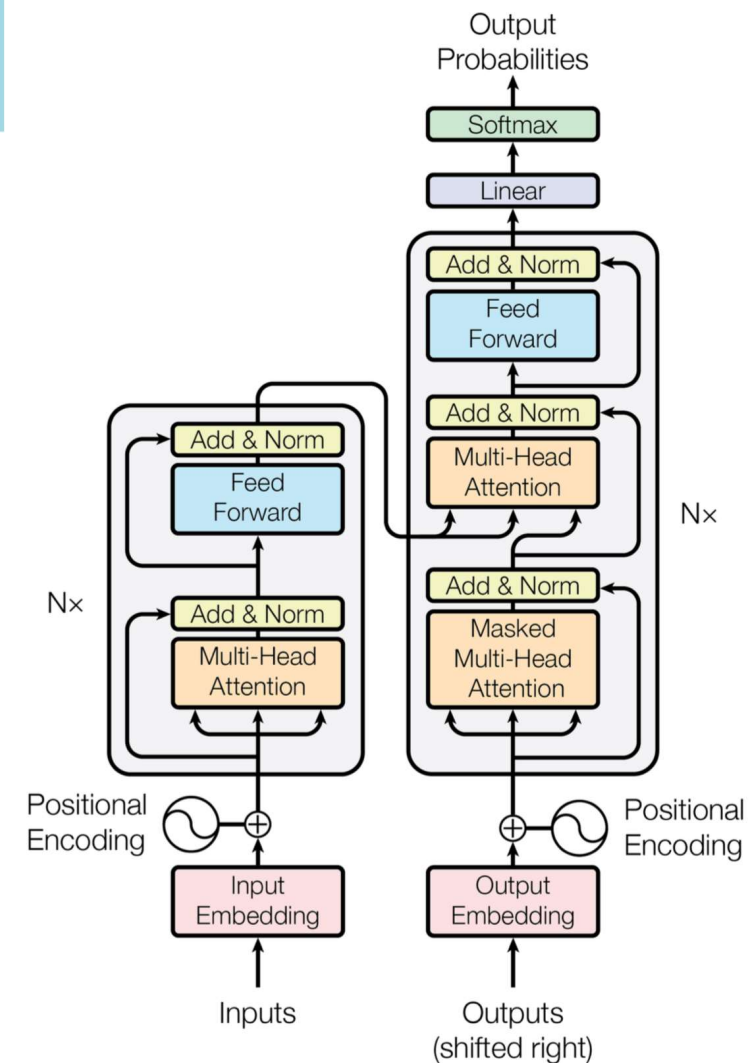 Output
Probabilities
Softmax
Linear
Add & Norm
Feed
Forward
Add & Norm
Multi-Head
Attention
Nx
Add & Norm
Masked
Multi-Head
Attention
Add & Norm
Feed
Forward
Nx
Add & Norm
Multi-Head
Attention
Positional
Encoding
Positional
Encoding
Input
Embedding
Output
Embedding
Inputs
Outputs
(shifted right)